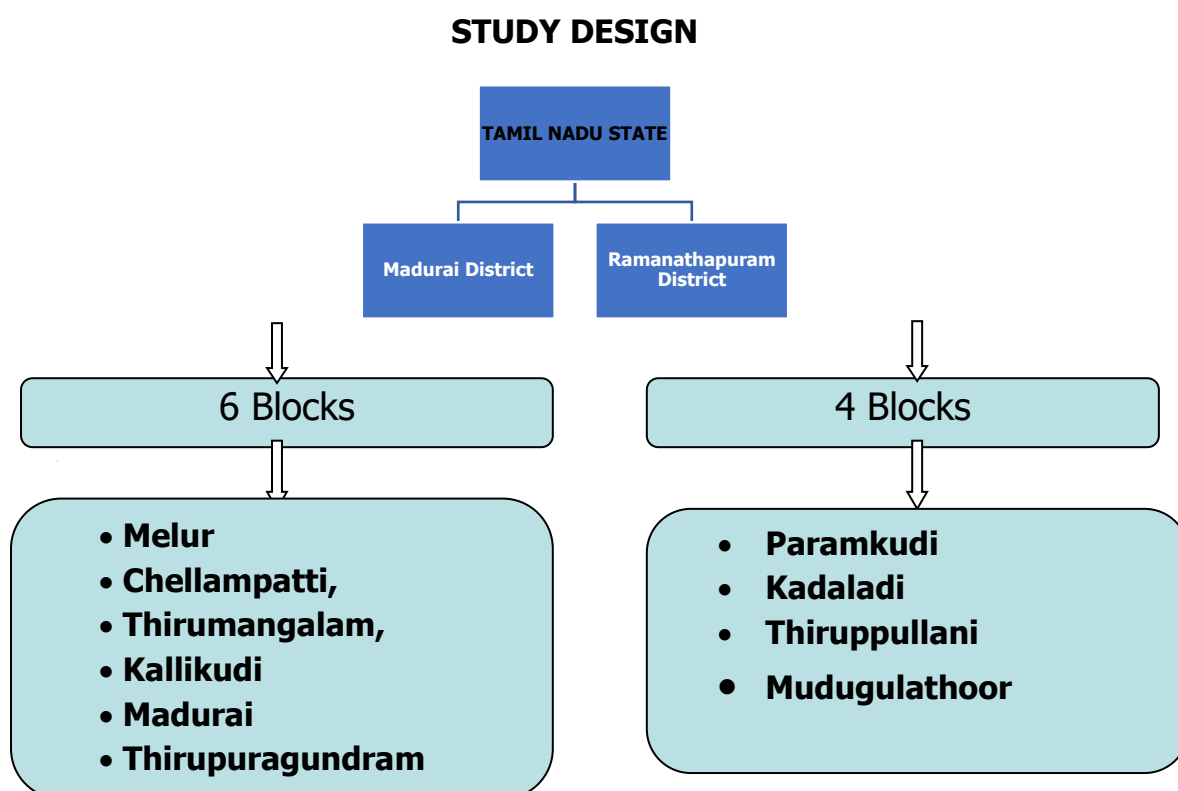 STUDY DESIGN
TAMIL NADU STATE
Madurai District
Ramanathapuram
District
6 Blocks
4 Blocks
• Melur
• Chellampatti,
• Thirumangalam,
• Kallikudi
• Madurai
• Thirupuragundram
• Paramkudi
• Kadaladi
• Thiruppullani
• Mudugulathoor